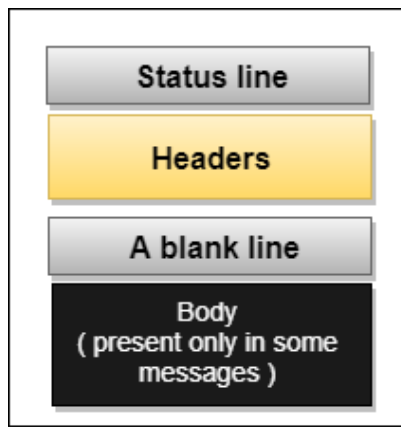 Status line
Headers
A blank line
Body
( present only in some
messages )